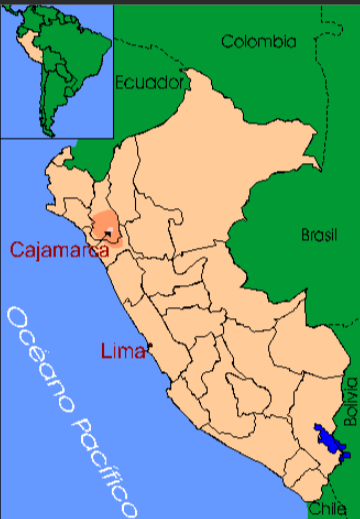 Colombia
Ecuador
Brasil
Cajamarca
Lima
Océano Pacífico
Bolivia
Chile